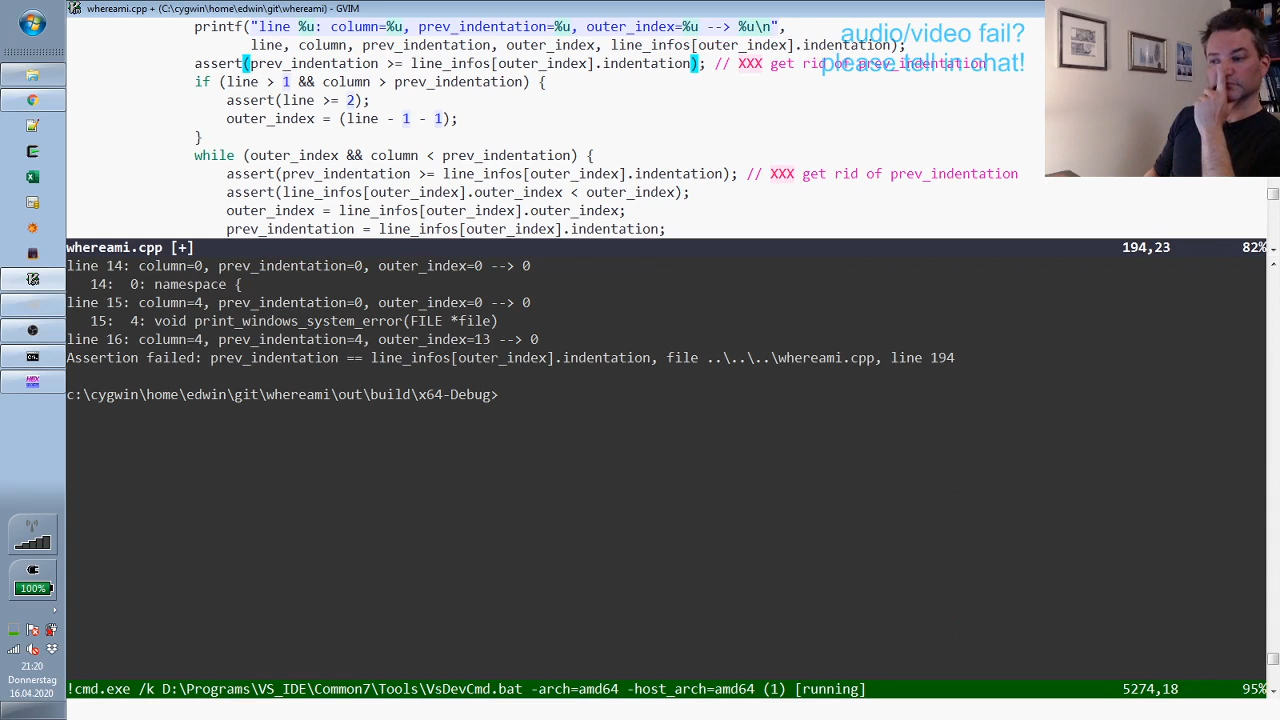 whereami.cpp + (C:\cygwin\home\edwin\git\whereami) - GVIM
printf("line %u: column=%u, prev_indentation=%u, outer_index=%u --> %u\n",
line, column, prev_indentation, outer_index, line_infos[outer_index].indentation);
assert(prev_indentation >= line_infos[outer_index].indentation); // XXX get rid of prev_indentation
if (line > 1 && column > prev_indentation) {
assert(line >= 2);
outer_index = (line - 1 - 1);
}
while (outer_index && column < prev_indentation) {
assert(prev_indentation >= line_infos[outer_index].indentation); // XXX get rid of prev_indentation
assert(line_infos[outer_index].outer_index < outer_index);
outer_index = line_infos[outer_index].outer_index;
prev_indentation = line_infos[outer_index].indentation;
audio/video fail?
please tell in chat!
whereami.cpp [+] 194,23 82%
line 14: column=0, prev_indentation=0, outer_index=0 --> 0
14: 0: namespace {
line 15: column=4, prev_indentation=0, outer_index=0 --> 0
15: 4: void print_windows_system_error(FILE *file)
line 16: column=4, prev_indentation=4, outer_index=13 --> 0
Assertion failed: prev_indentation == line_infos[outer_index].indentation, file ..\..\..\whereami.cpp, line 194
c:\cygwin\home\edwin\git\whereami\out\build\x64-Debug>
!cmd.exe /k D:\Programs\VS_IDE\Common7\Tools\VsDevCmd.bat -arch=amd64 -host_arch=amd64 (1) [running] 5274,18 95%
100%
21:20
Donnerstag
16.04.2020
HEX